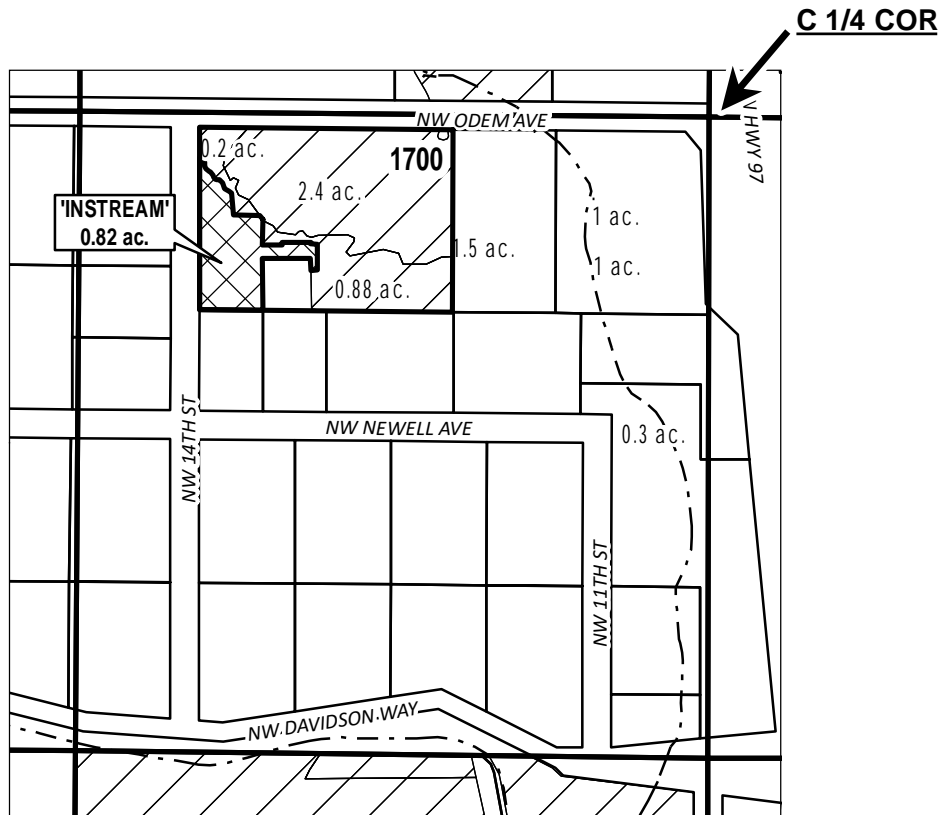 C 1/4 COR
NW ODEM AVE
N HWY 97
0.2 ac.
1700
2.4 ac.
'INSTREAM'
0.82 ac.
1 ac.
1.5 ac.
1 ac.
0.88 ac.
NW 14TH ST
NW NEWELL AVE
0.3 ac.
NW 11TH ST
NW DAVIDSON WAY